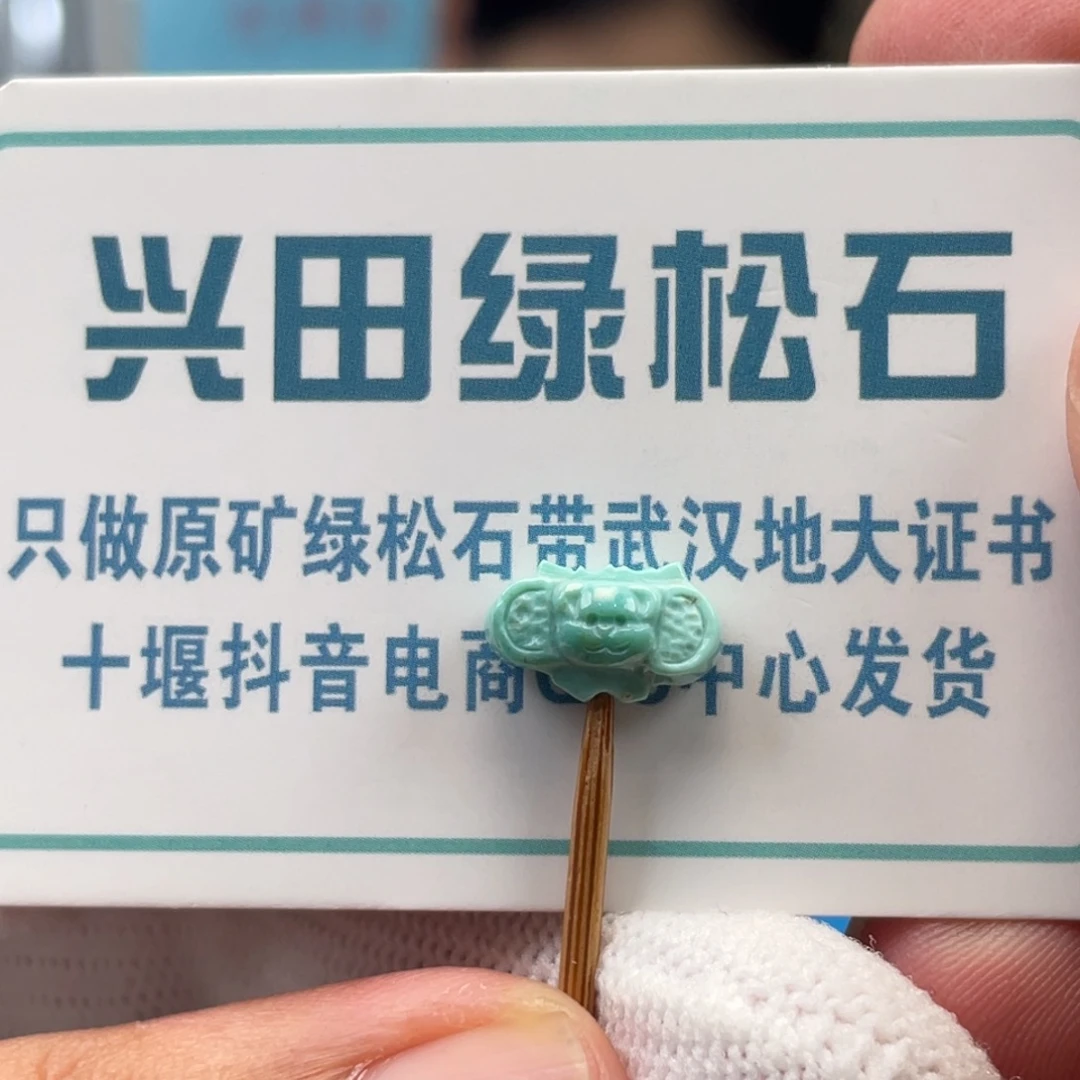 兴田绿松石
只做原矿绿松石带武汉地大证书
十堰抖音电商中心发货